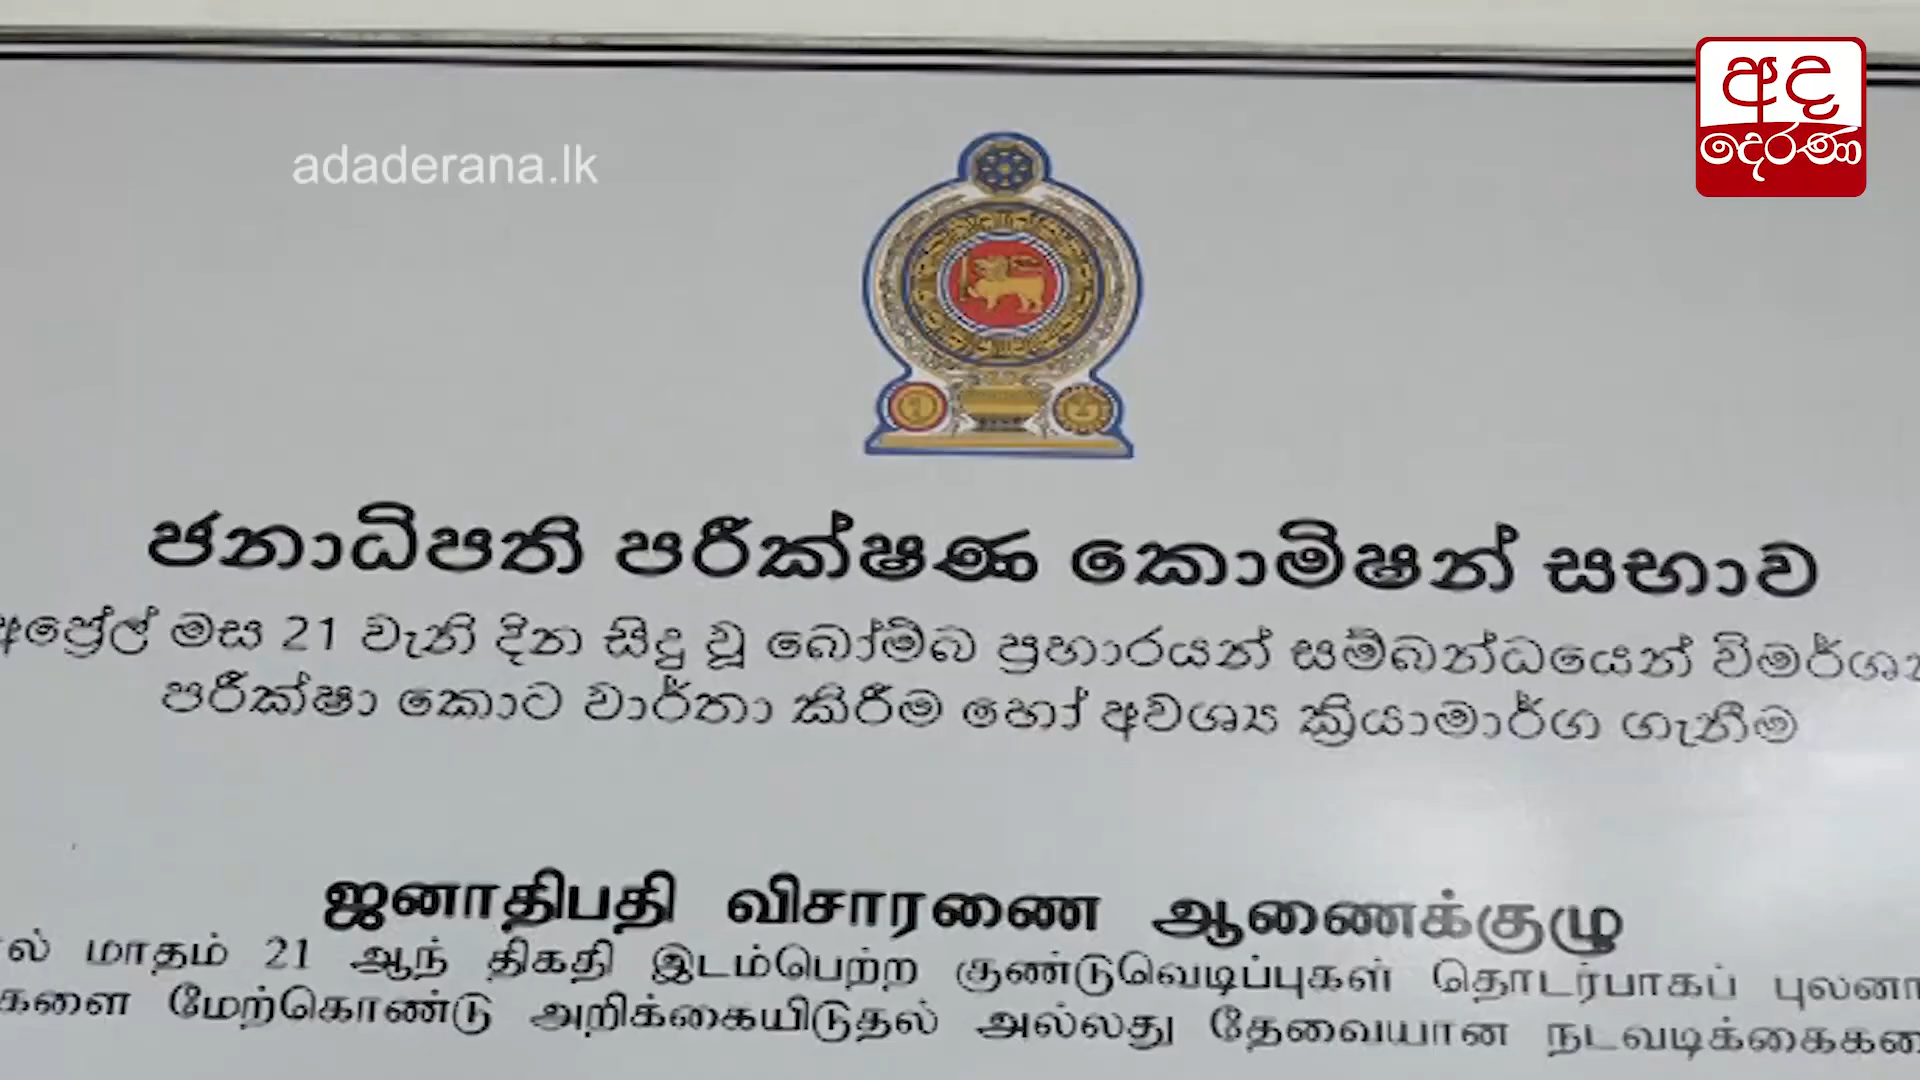 අද
දෙරණ
adaderana.lk
ජනාධිපති පරීක්ෂණ කොමිෂන් සභාව
අප්‍රේල් මස 21 වැනි දින සිදු වූ බෝම්බ ප්‍රහාරයන් සම්බන්ධයෙන්
පරීක්ෂා කොට වාර්තා කිරීම හෝ අවශ්‍ය ක්‍රියාමාර්ග ගැනීම
ஜனாதிபதி விசாரணை ஆணைக்குழு
மாதம் 21 ஆந் திகதி இடம்பெற்ற குண்டுவெடிப்புகள் தொடர்பாகப்
மேற்கொண்டு அறிக்கையிடுதல் அல்லது தேவையான